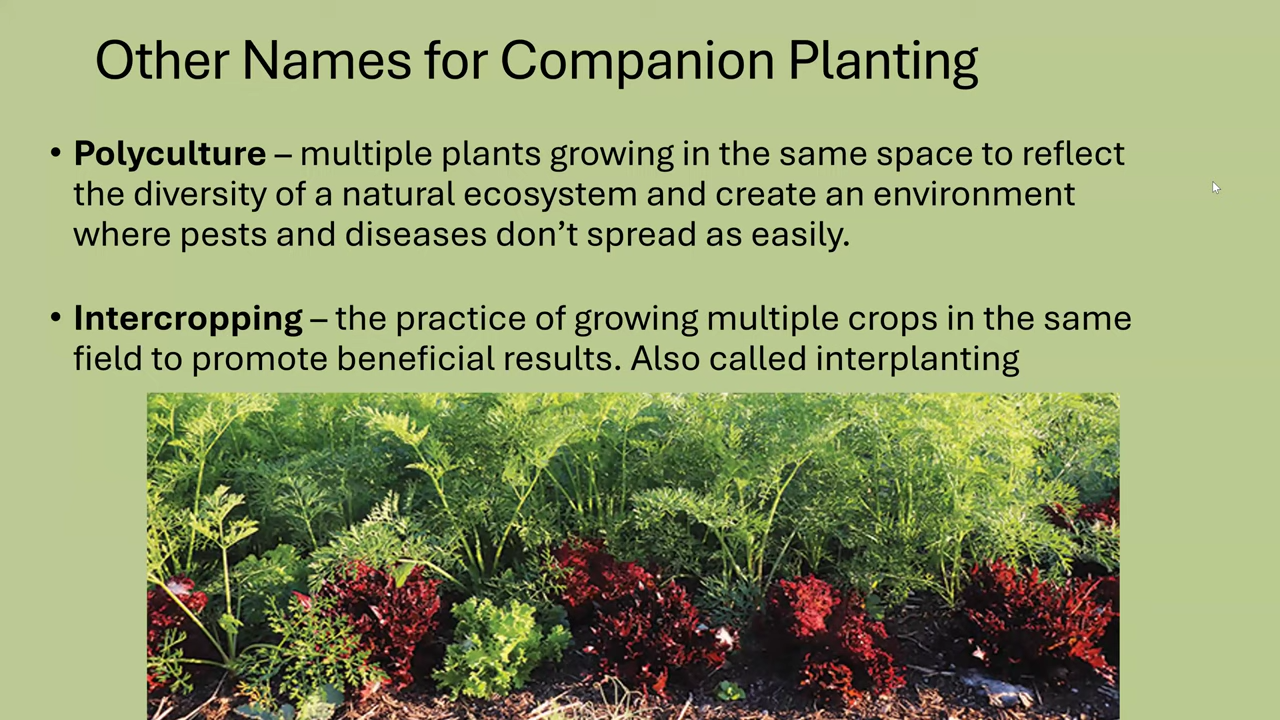 Other Names for Companion Planting
• Polyculture – multiple plants growing in the same space to reflect
the diversity of a natural ecosystem and create an environment
where pests and diseases don’t spread as easily.
• Intercropping – the practice of growing multiple crops in the same
field to promote beneficial results. Also called interplanting